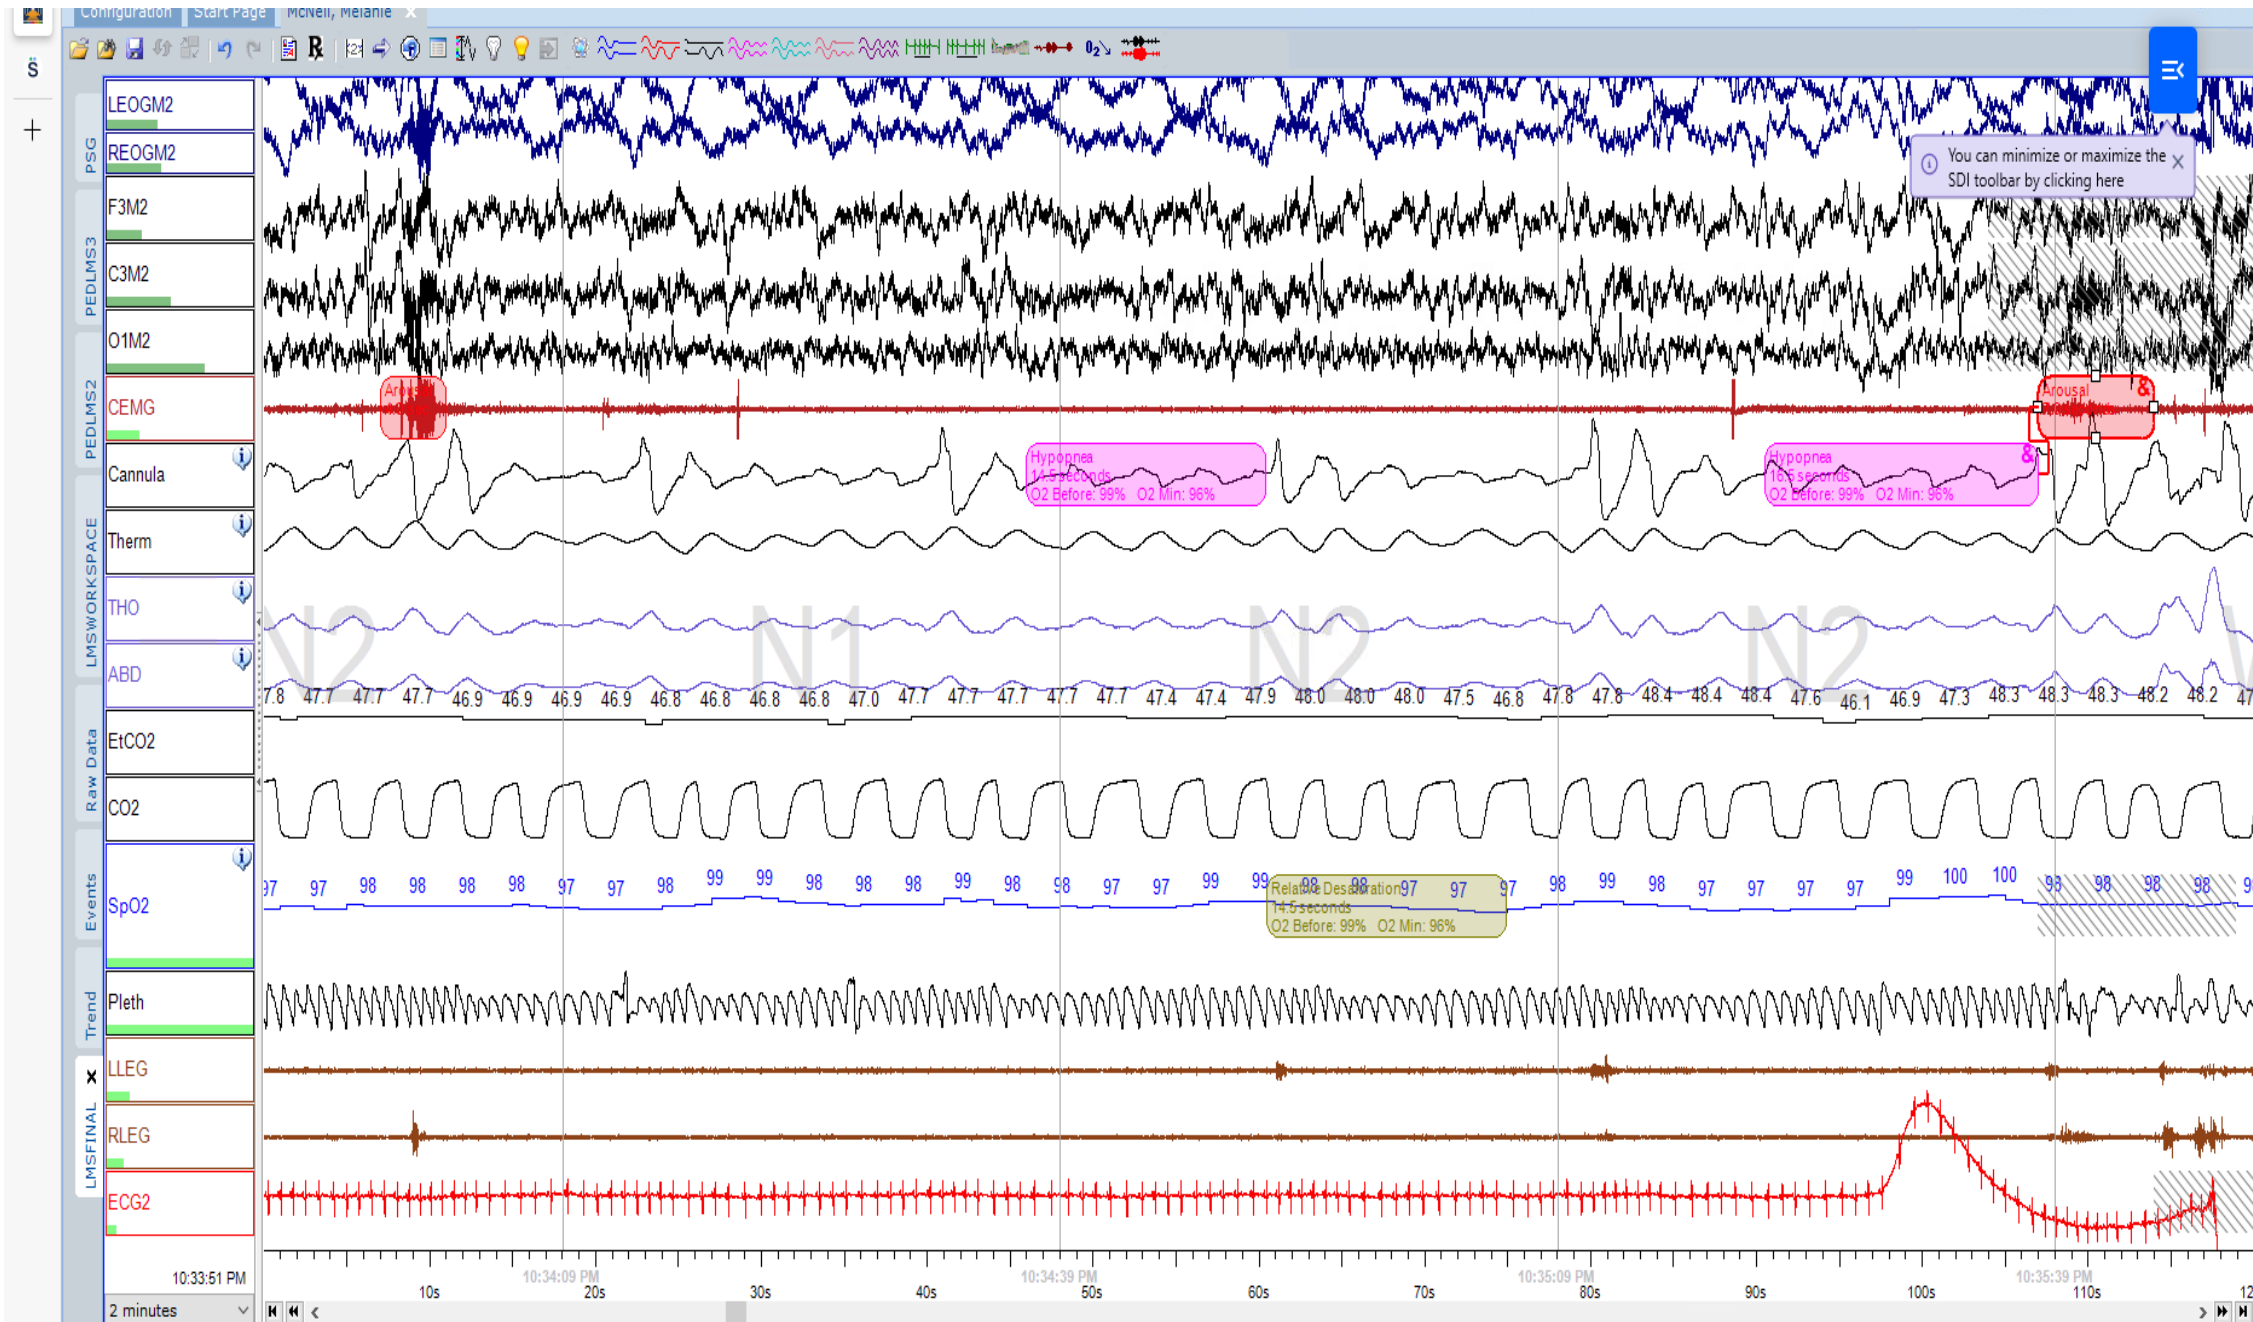 Configuration
Start Page
McNeil, Melanie x
S
+
You can minimize or maximize the
SDI toolbar by clicking here
PSG
PEDLMS3
PEDLMS2
LMSWORKSPACE
Raw Data
Events
Trend
LMSFINAL
LEOGM2
REOGM2
F3M2
C3M2
O1M2
CEMG
Arousal
Arousal
&
Cannula
Hypopnea
14.5 seconds
O2 Before: 99% O2 Min: 96%
Hypopnea
16.5 seconds
O2 Before: 99% O2 Min: 96%
&
Therm
THO
ABD
N2 N1 N2 N2
7.8 47.7 47.7 47.7 46.9 46.9 46.9 46.9 46.8 46.8 46.8 46.8 47.0 47.7 47.7 47.7 47.7 47.7 47.4 47.4 47.9 48.0 48.0 48.0 47.5 46.8 47.8 47.8 48.4 48.4 48.4 47.6 46.1 46.9 47.3 48.3 48.3 48.3 48.2 48.2 47
EtCO2
CO2
SpO2
97 97 98 98 98 98 97 97 98 99 99 98 98 98 99 98 98 97 97 99 99 98 98 97 97 97 98 99 98 97 97 97 97 99 100 100 98 98 98 98 9
Relative Desaturation
14.5 seconds
O2 Before: 99% O2 Min: 96%
Pleth
LLEG
RLEG
ECG2
10:33:51 PM
10:34:09 PM
10:34:39 PM
10:35:09 PM
10:35:39 PM
10s 20s 30s 40s 50s 60s 70s 80s 90s 100s 110s 12
2 minutes